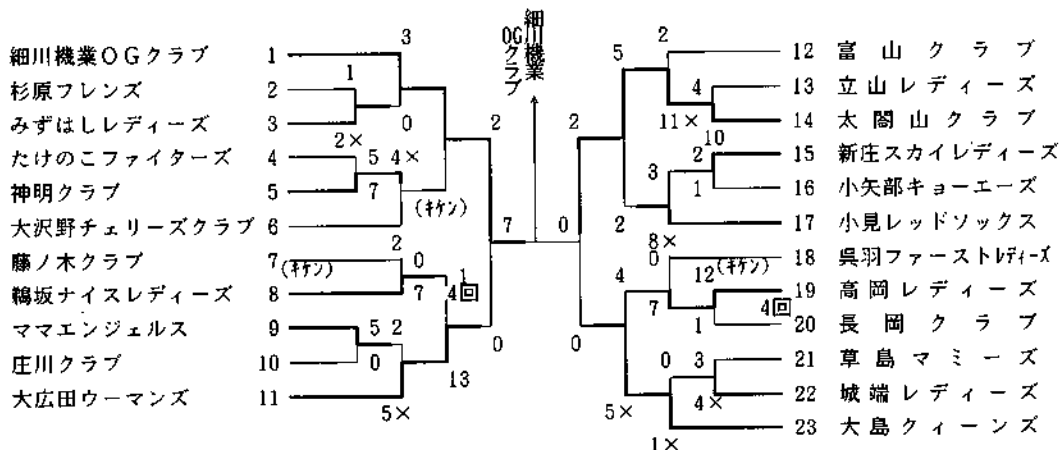 細川機業OGクラブ
細川機業OGクラブ 1
杉原フレンズ 2
みずはしレディーズ 3
たけのこファイターズ 4
神明クラブ 5
大沢野チェリーズクラブ 6
藤ノ木クラブ 7
鵜坂ナイスレディーズ 8
ママエンジェルス 9
庄川クラブ 10
大広田ウーマンズ 11
3
1
0
2×
5 4×
7
(キケン)
2
(キケン)
2
0
7
1
4回
5 2
0
13
5×
0
7
0
2
5
2
4
11×
10
2
3
1
2
8×
0
12
(キケン)
4
7
4回
1
0
0
3
4×
5×
1×
12 富山クラブ
13 立山レディーズ
14 太閤山クラブ
15 新庄スカイレディーズ
16 小矢部キョーエーズ
17 小見レッドソックス
18 呉羽ファーストレディーズ
19 高岡レディーズ
20 長岡クラブ
21 草島マミーズ
22 城端レディーズ
23 大島クィーンズ